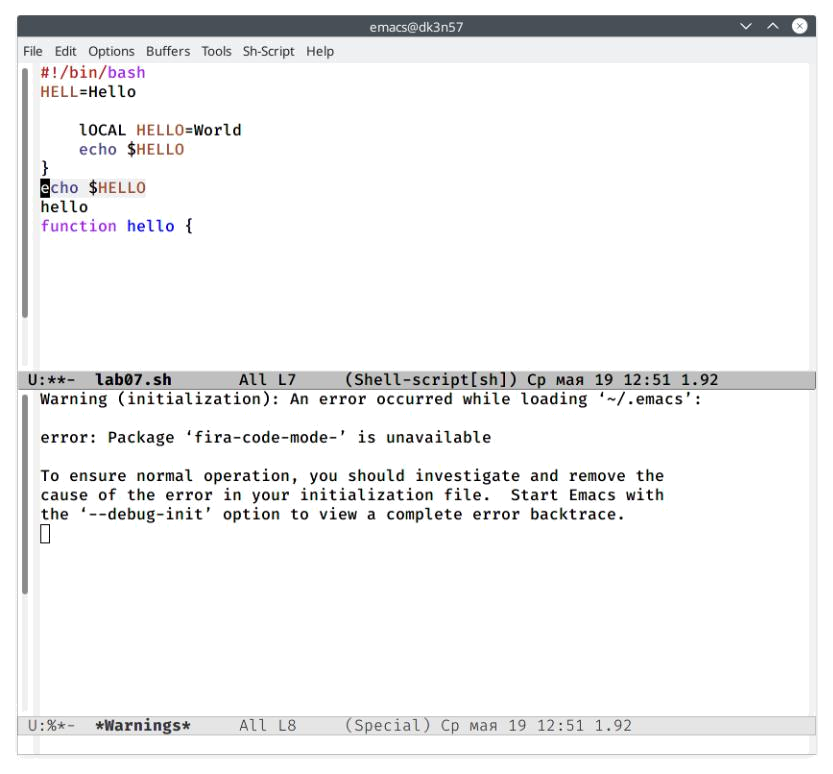 emacs@dk3n57
File Edit Options Buffers Tools Sh-Script Help
#!/bin/bash
HELL=Hello
lOCAL HELLO=World
echo $HELLO
}
echo $HELLO
hello
function hello {
U:**-  lab07.sh       All L7     (Shell-script[sh]) Ср мая 19 12:51 1.92
Warning (initialization): An error occurred while loading ‘~/.emacs’:
error: Package ‘fira-code-mode-’ is unavailable
To ensure normal operation, you should investigate and remove the
cause of the error in your initialization file.  Start Emacs with
the ‘--debug-init’ option to view a complete error backtrace.
U:%*-  *Warnings*     All L8     (Special) Ср мая 19 12:51 1.92